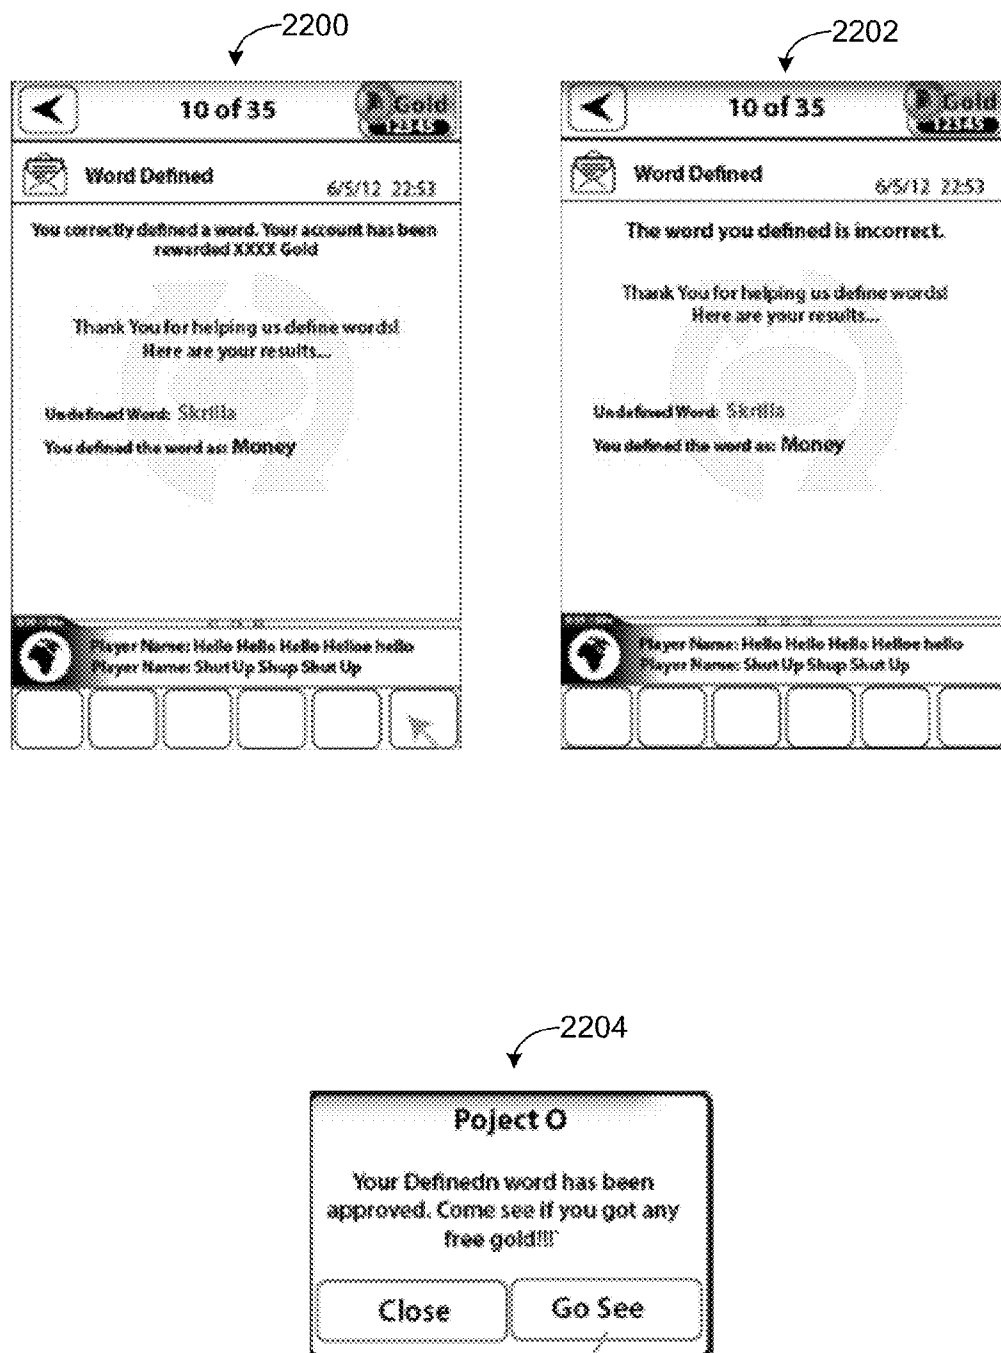 2200
10 of 35
Gold
Word Defined
6/5/12 22:53
You correctly defined a word. Your account has been
rewarded XXXX Gold
Thank You for helping us define words!
Here are your results...
Undefined Word: Skrilla
You defined the word as: Money
Player Name: Hello Hello Hello Helloe hello
Player Name: Shut Up Shup Shut Up
2202
10 of 35
Gold
Word Defined
6/5/12 22:53
The word you defined is incorrect.
Thank You for helping us define words!
Here are your results...
Undefined Word: Skrilla
You defined the word as: Money
Player Name: Hello Hello Hello Helloe hello
Player Name: Shut Up Shup Shut Up
2204
Poject O
Your Definedn word has been
approved. Come see if you got any
free gold!!!`
Close
Go See